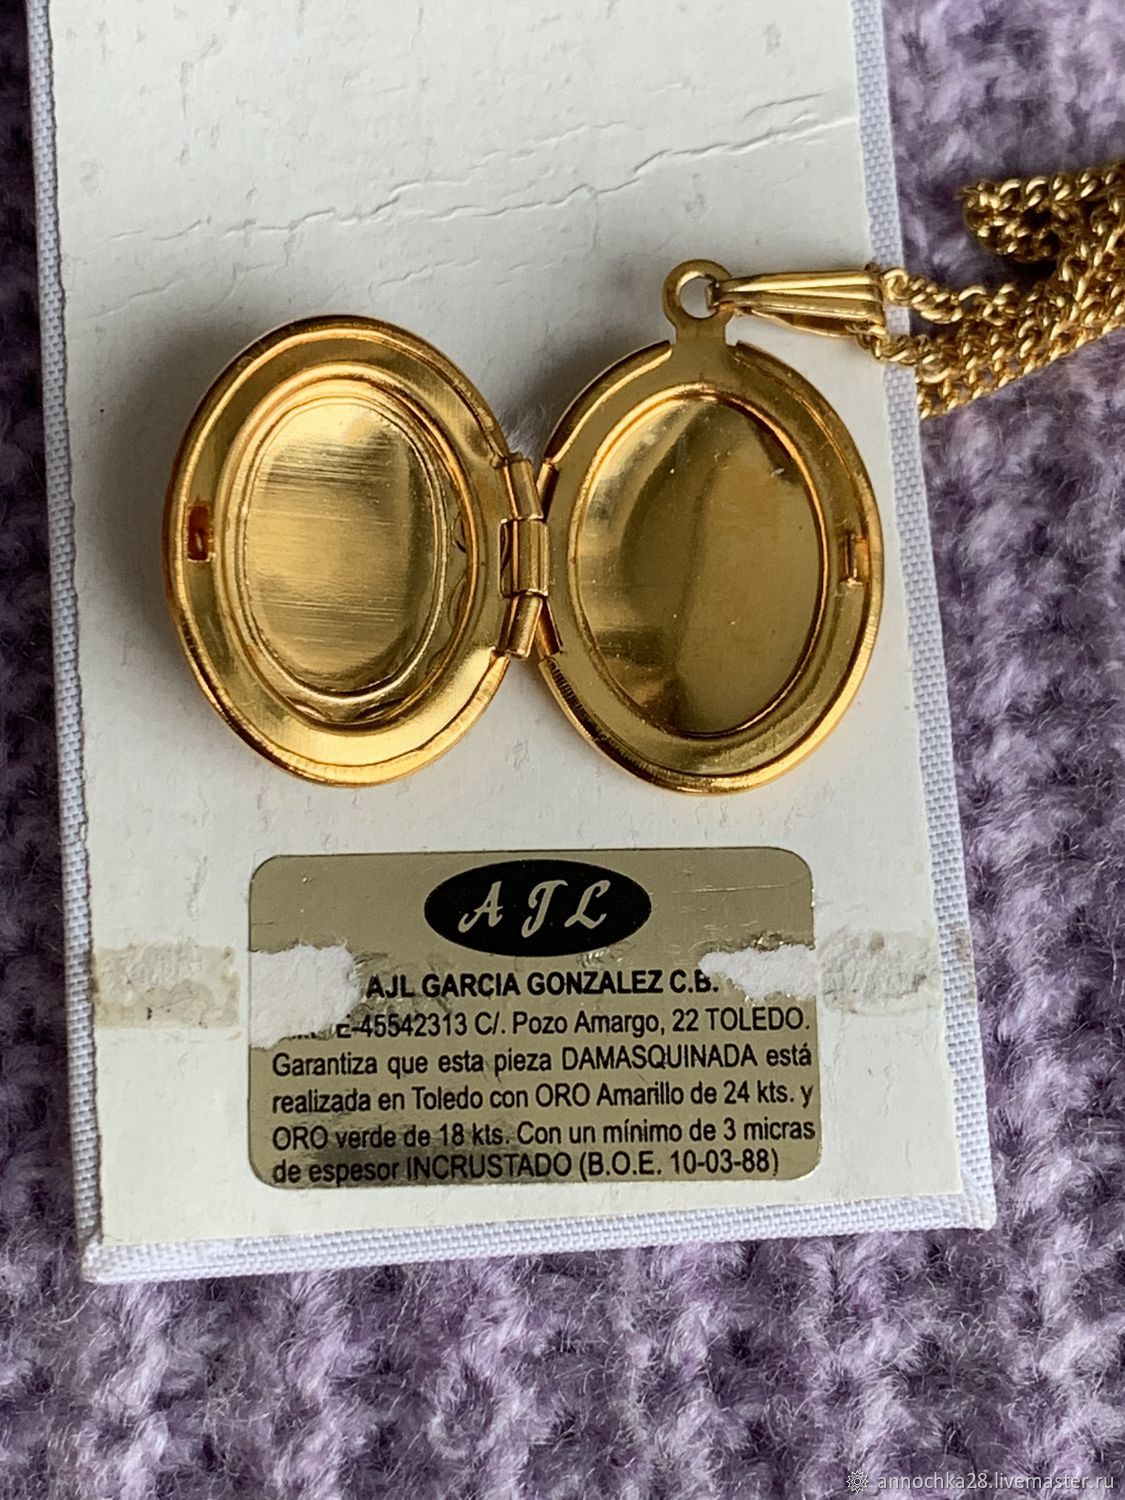 AJL
AJL GARCIA GONZALEZ C.B.
E-45542313 C/. Pozo Amargo, 22 TOLEDO.
Garantiza que esta pieza DAMASQUINADA está
realizada en Toledo con ORO Amarillo de 24 kts. y
ORO verde de 18 kts. Con un mínimo de 3 micras
de espesor INCRUSTADO (B.O.E. 10-03-88)
annochka28.livemaster.ru